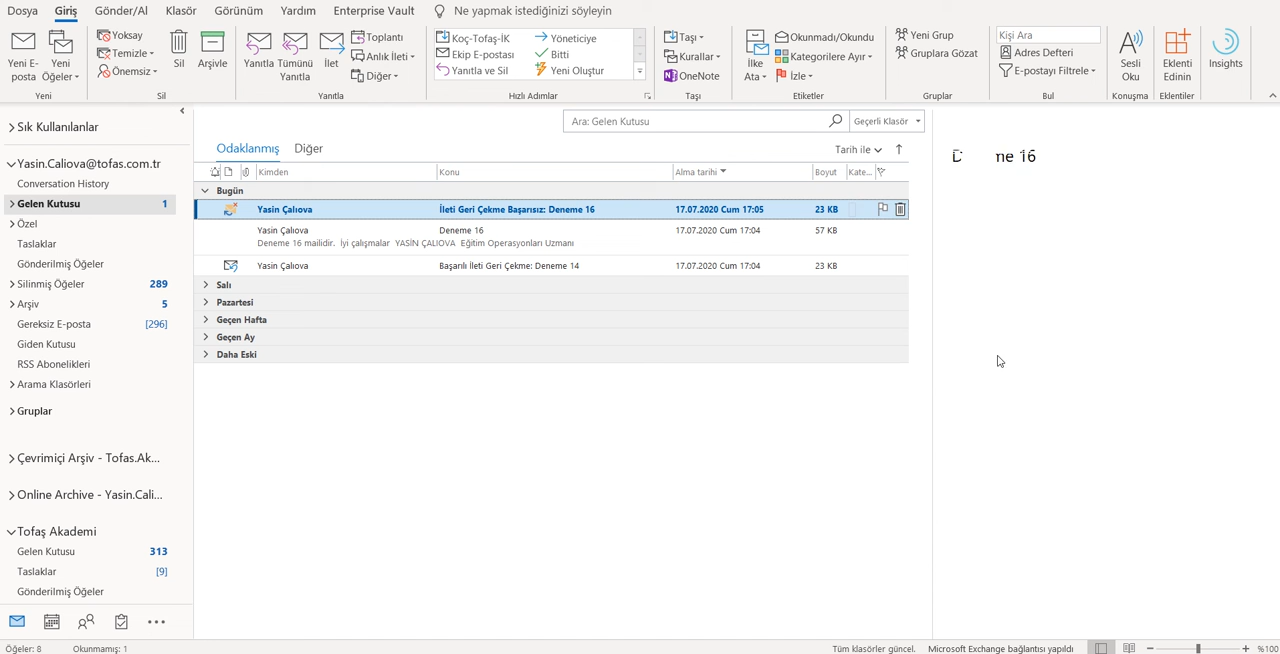 Dosya Giriş Gönder/Al Klasör Görünüm Yardım Enterprise Vault Ne yapmak istediğinizi söyleyin
Yeni E-posta
Yeni Öğeler
Yeni
Yoksay
Temizle
Önemsiz
Sil
Arşivle
Sil
Yanıtla
Tümünü Yanıtla
İlet
Toplantı
Anlık İleti
Diğer
Yanıtla
Koç-Tofaş-İK
Ekip E-postası
Yanıtla ve Sil
Yöneticiye
Bitti
Yeni Oluştur
Hızlı Adımlar
Taşı
Kurallar
OneNote
Taşı
İlke Ata
Okunmadı/Okundu
Kategorilere Ayır
İzle
Etiketler
Yeni Grup
Gruplara Gözat
Gruplar
Kişi Ara
Adres Defteri
E-postayı Filtrele
Bul
Sesli Oku
Konuşma
Eklenti Edinin
Eklentiler
Insights
Sık Kullanılanlar
Yasin.Caliova@tofas.com.tr
Conversation History
Gelen Kutusu 1
Özel
Taslaklar
Gönderilmiş Öğeler
Silinmiş Öğeler 289
Arşiv 5
Gereksiz E-posta [296]
Giden Kutusu
RSS Abonelikleri
Arama Klasörleri
Gruplar
Çevrimiçi Arşiv - Tofas.Ak...
Online Archive - Yasin.Cali...
Tofaş Akademi
Gelen Kutusu 313
Taslaklar [9]
Gönderilmiş Öğeler
Ara: Gelen Kutusu Geçerli Klasör
Odaklanmış Diğer Tarih ile
Kimden Konu Alma tarihi Boyut Kate...
Bugün
Yasin Çalıova İleti Geri Çekme Başarısız: Deneme 16 17.07.2020 Cum 17:05 23 KB
Yasin Çalıova Deneme 16 17.07.2020 Cum 17:04 57 KB
Deneme 16 mailidir. İyi çalışmalar YASİN ÇALIOVA Eğitim Operasyonları Uzmanı
Yasin Çalıova Başarılı İleti Geri Çekme: Deneme 14 17.07.2020 Cum 17:04 23 KB
Salı
Pazartesi
Geçen Hafta
Geçen Ay
Daha Eski
me 16
Öğeler: 8 Okunmamış: 1 Tüm klasörler güncel. Microsoft Exchange bağlantısı yapıldı %100